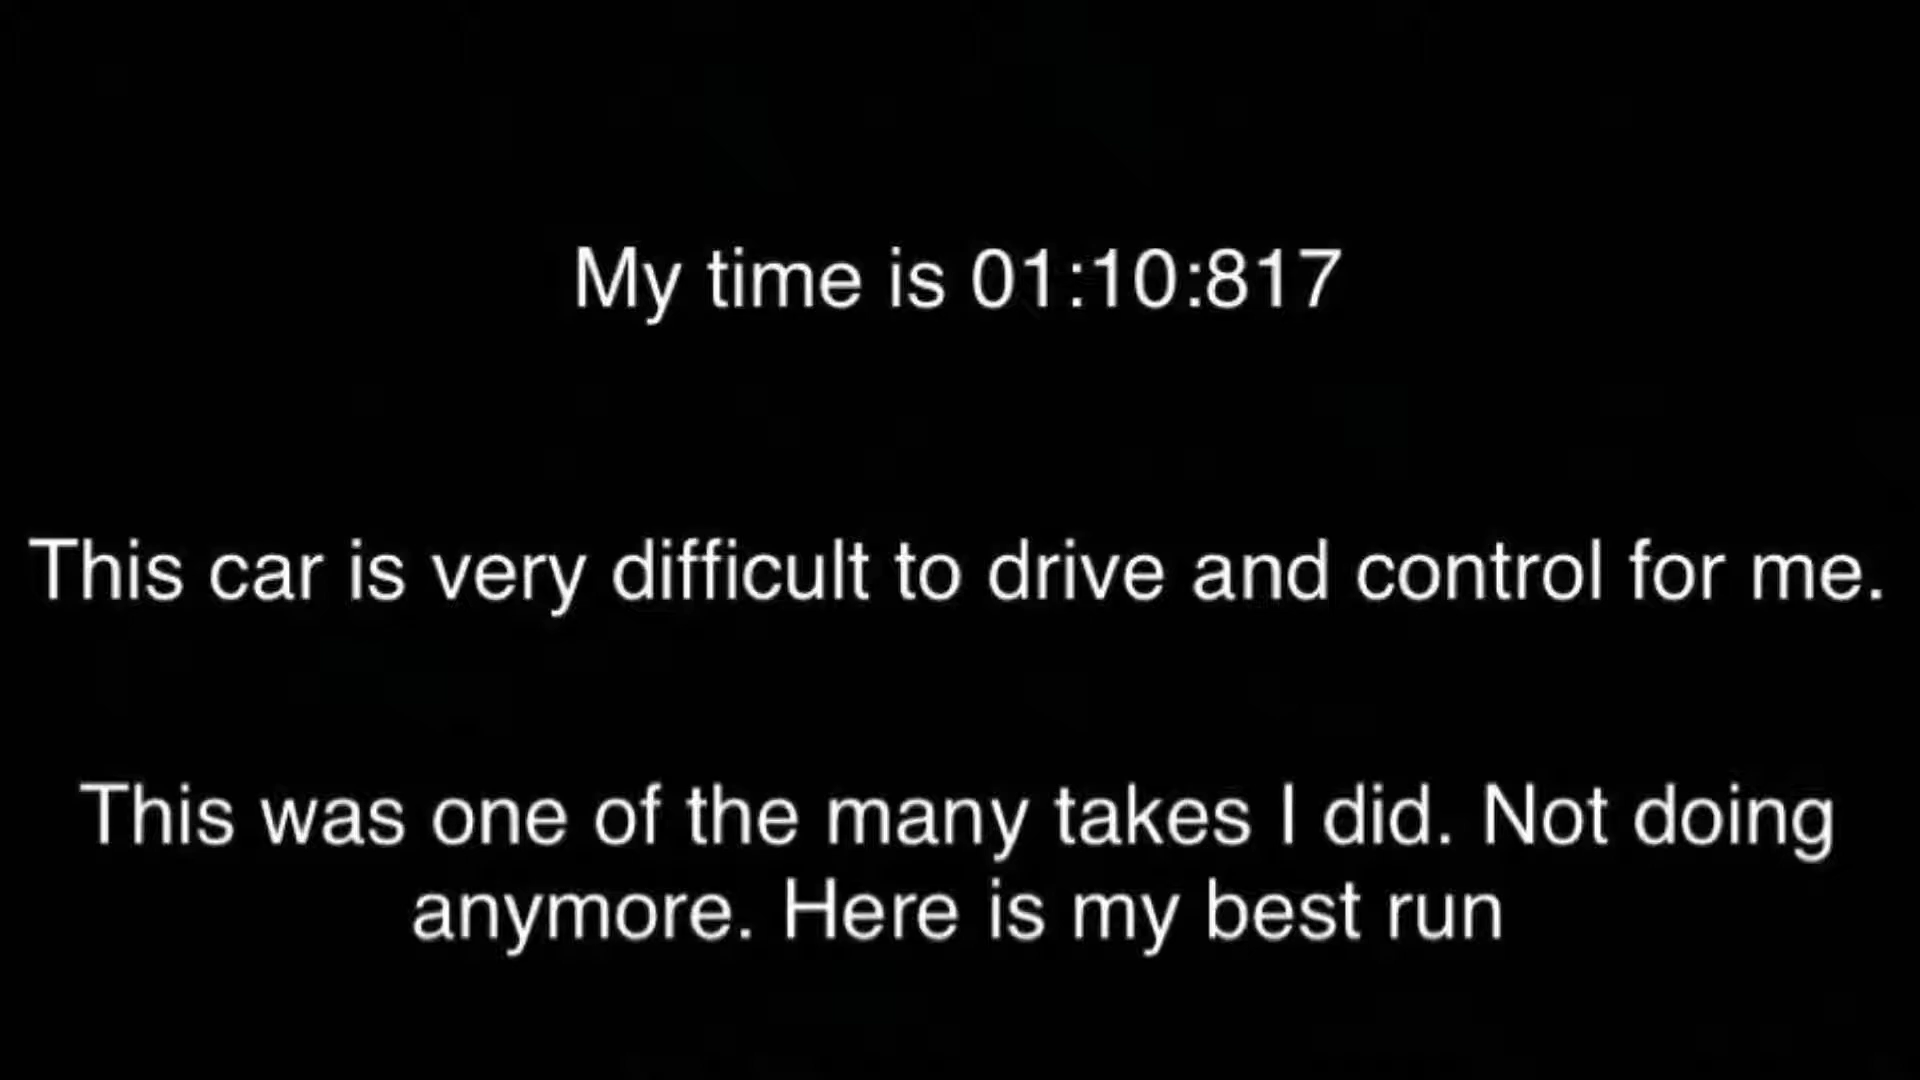 My time is 01:10:817
This car is very difficult to drive and control for me.
This was one of the many takes I did. Not doing
anymore. Here is my best run